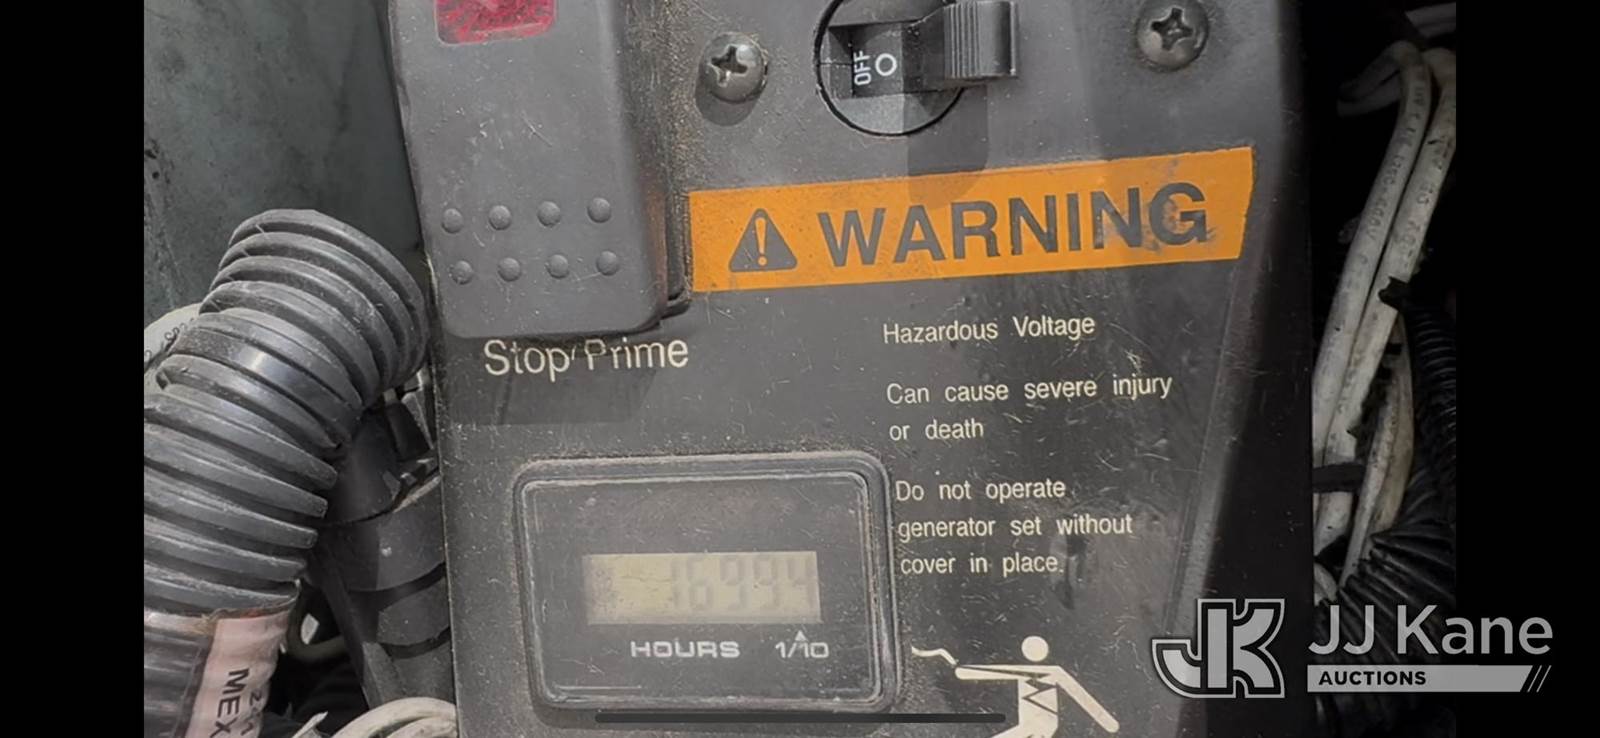 OFF
WARNING
Stop/Prime
Hazardous Voltage
Can cause severe injury
or death
Do not operate
generator set without
cover in place.
16994
HOURS 1/10
MEX
JK JJ Kane
AUCTIONS